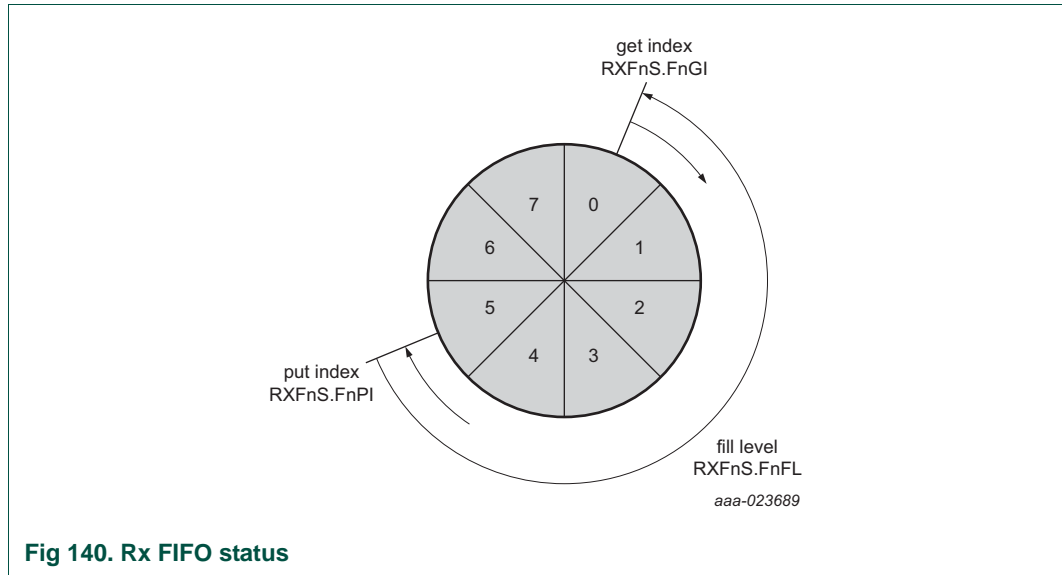 get index
RXFnS.FnGI
7
0
6
1
5
2
4
3
put index
RXFnS.FnPI
fill level
RXFnS.FnFL
aaa-023689
Fig 140. Rx FIFO status